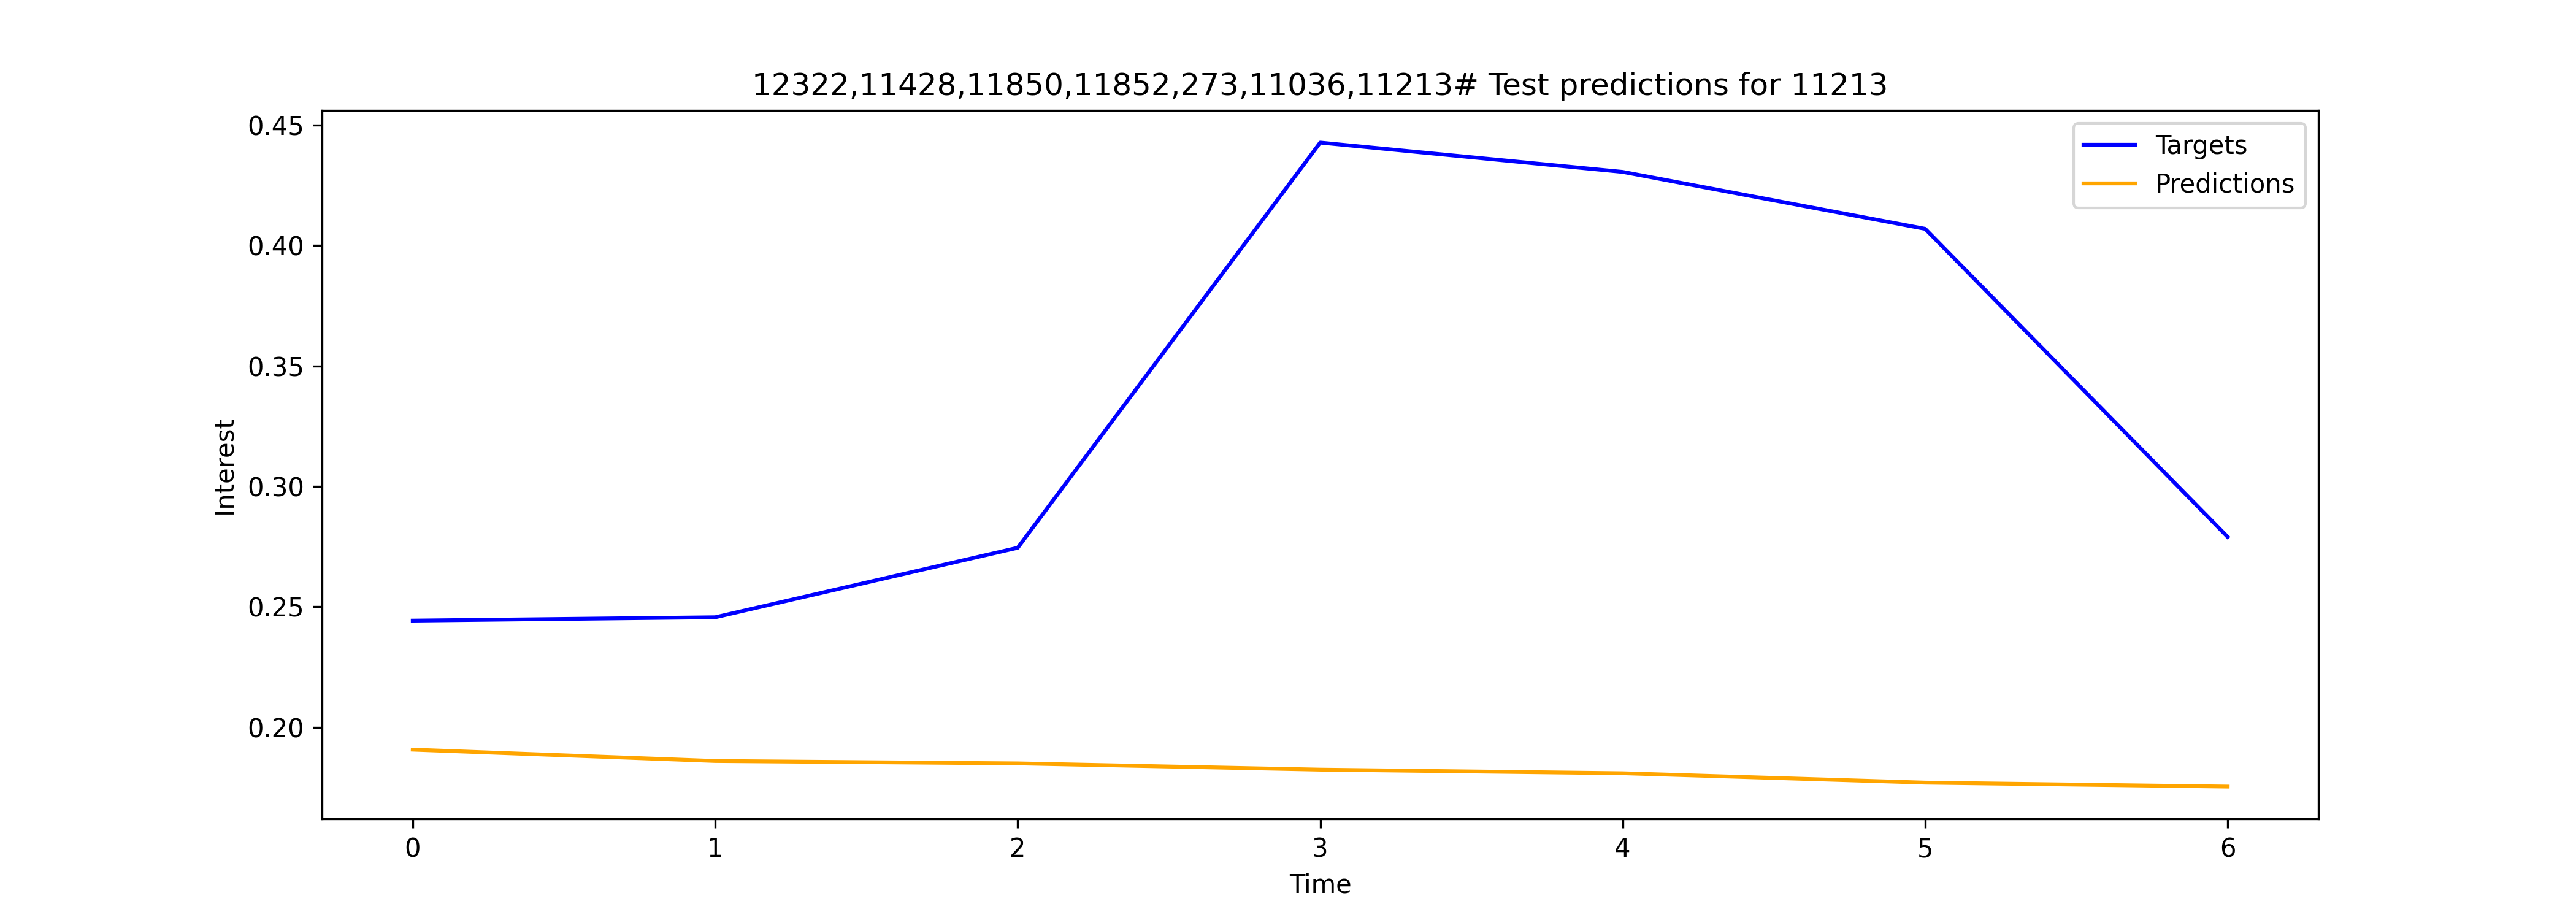 12322,11428,11850,11852,273,11036,11213# Test predictions for 11213
Targets
Predictions
0.45
0.40
0.35
0.30
0.25
0.20
Interest
0 1 2 3 4 5 6
Time